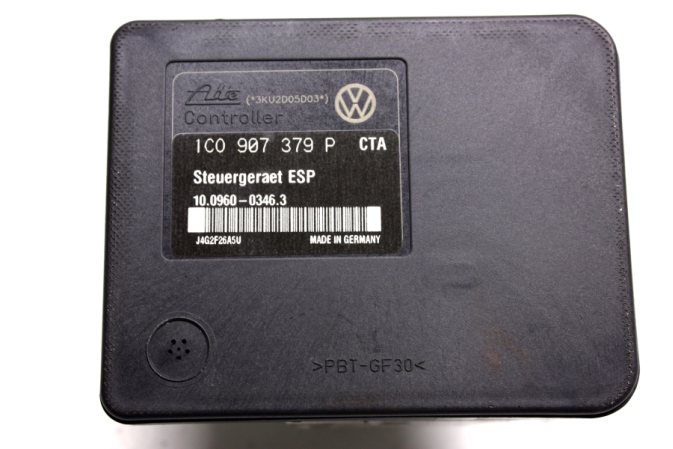 Ate (*3KU2D05D03*)
Controller
1C0 907 379 P CTA
Steuergeraet ESP
10.0960-0346.3
J4G2F26A5U MADE IN GERMANY
>PBT-GF30<